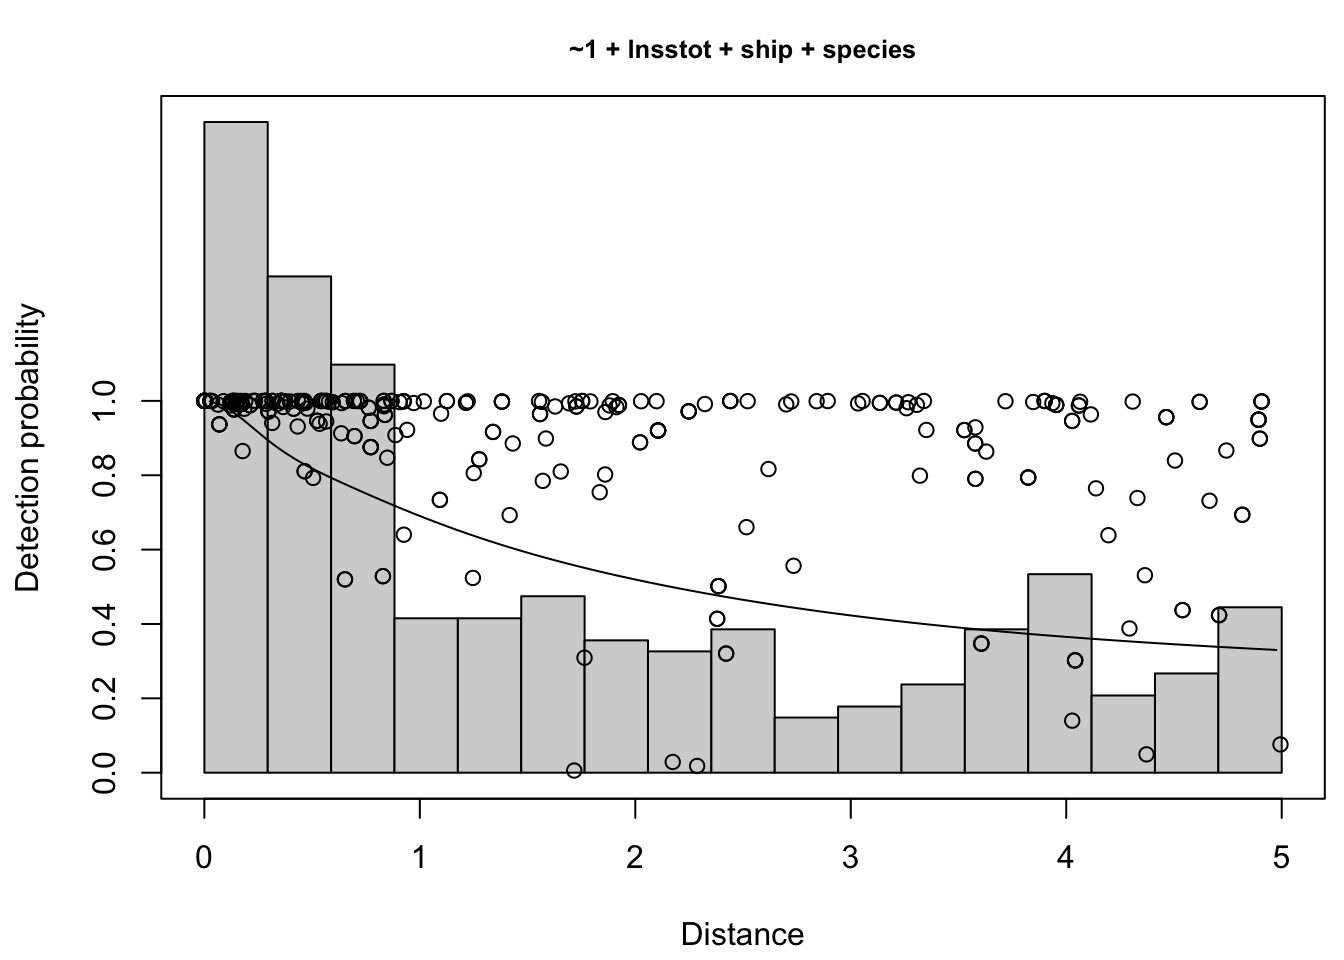 ~1 + lnsstot + ship + species
Detection probability
1.0
0.8
0.6
0.4
0.2
0.0
0 1 2 3 4 5
Distance